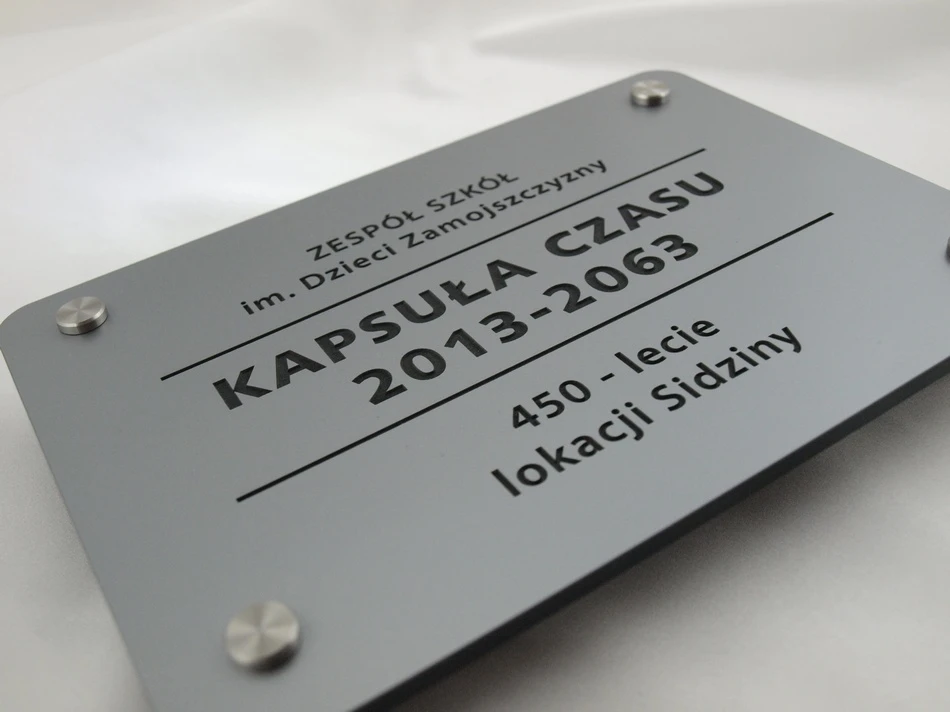 ZESPÓŁ SZKÓŁ
im. Dzieci Zamojszczyzny
KAPSUŁA CZASU
2013-2063
450 - lecie
lokacji Sidziny